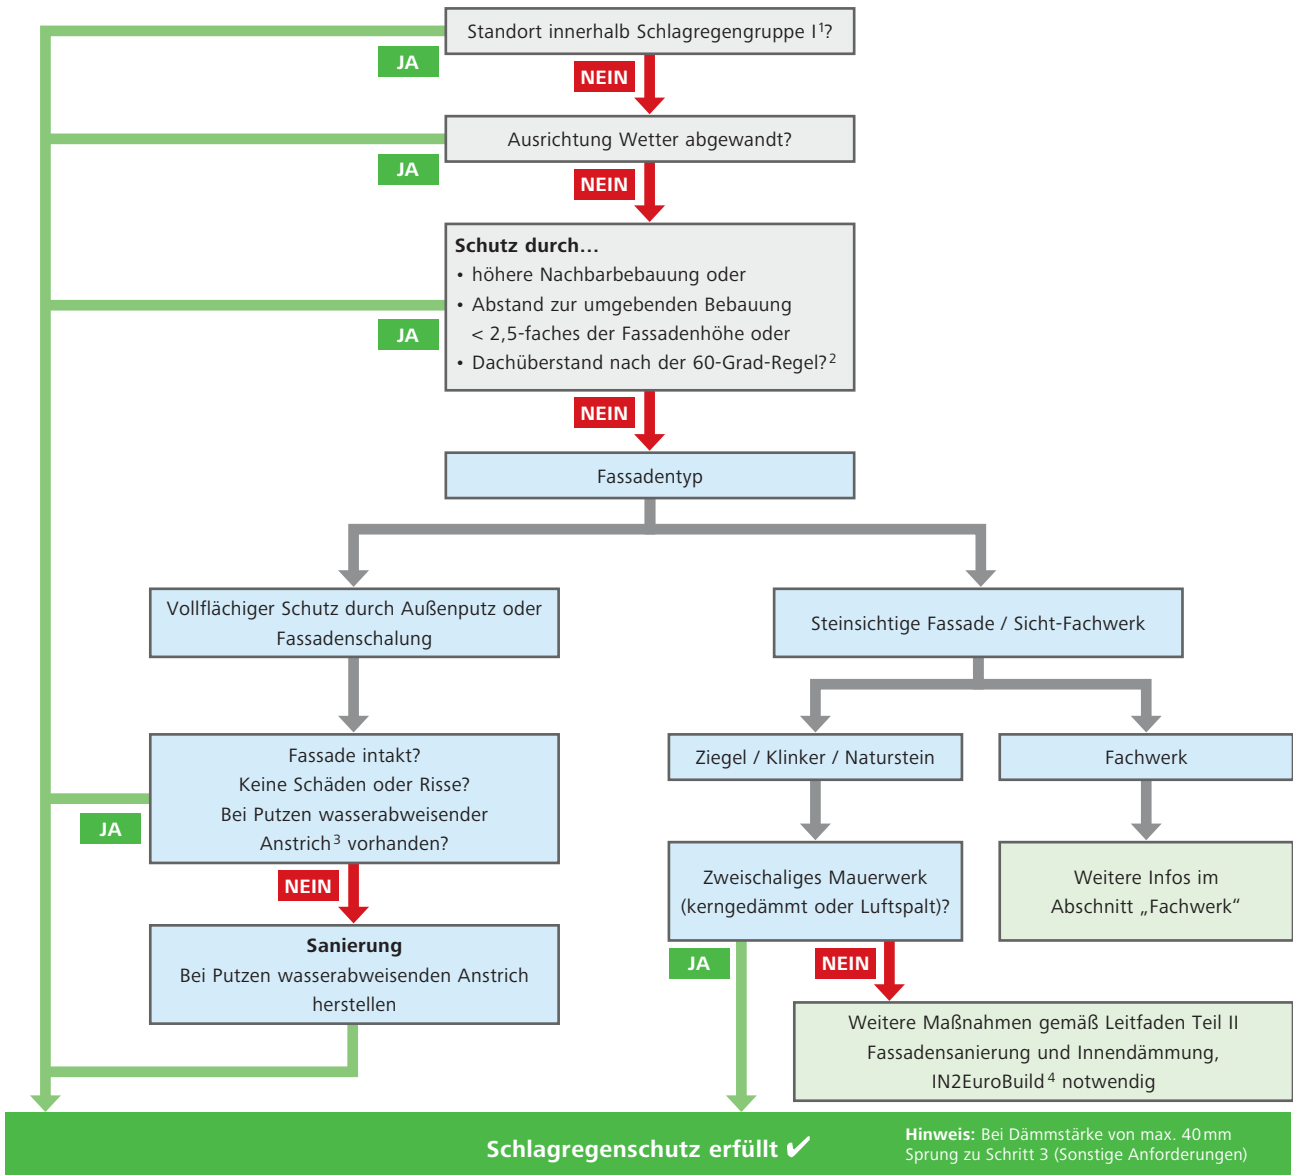 Standort innerhalb Schlagregengruppe I¹?
JA
NEIN
Ausrichtung Wetter abgewandt?
JA
NEIN
Schutz durch…
• höhere Nachbarbebauung oder
• Abstand zur umgebenden Bebauung
< 2,5-faches der Fassadenhöhe oder
• Dachüberstand nach der 60-Grad-Regel?²
JA
NEIN
Fassadentyp
Vollflächiger Schutz durch Außenputz oder
Fassadenschalung
Steinsichtige Fassade / Sicht-Fachwerk
Fassade intakt?
Keine Schäden oder Risse?
Bei Putzen wasserabweisender
Anstrich³ vorhanden?
JA
NEIN
Sanierung
Bei Putzen wasserabweisenden Anstrich
herstellen
Ziegel / Klinker / Naturstein
Fachwerk
Zweischaliges Mauerwerk
(kerngedämmt oder Luftspalt)?
Weitere Infos im
Abschnitt „Fachwerk“
JA
NEIN
Weitere Maßnahmen gemäß Leitfaden Teil II
Fassadensanierung und Innendämmung,
IN2EuroBuild⁴ notwendig
Schlagregenschutz erfüllt ✔
Hinweis: Bei Dämmstärke von max. 40 mm
Sprung zu Schritt 3 (Sonstige Anforderungen)